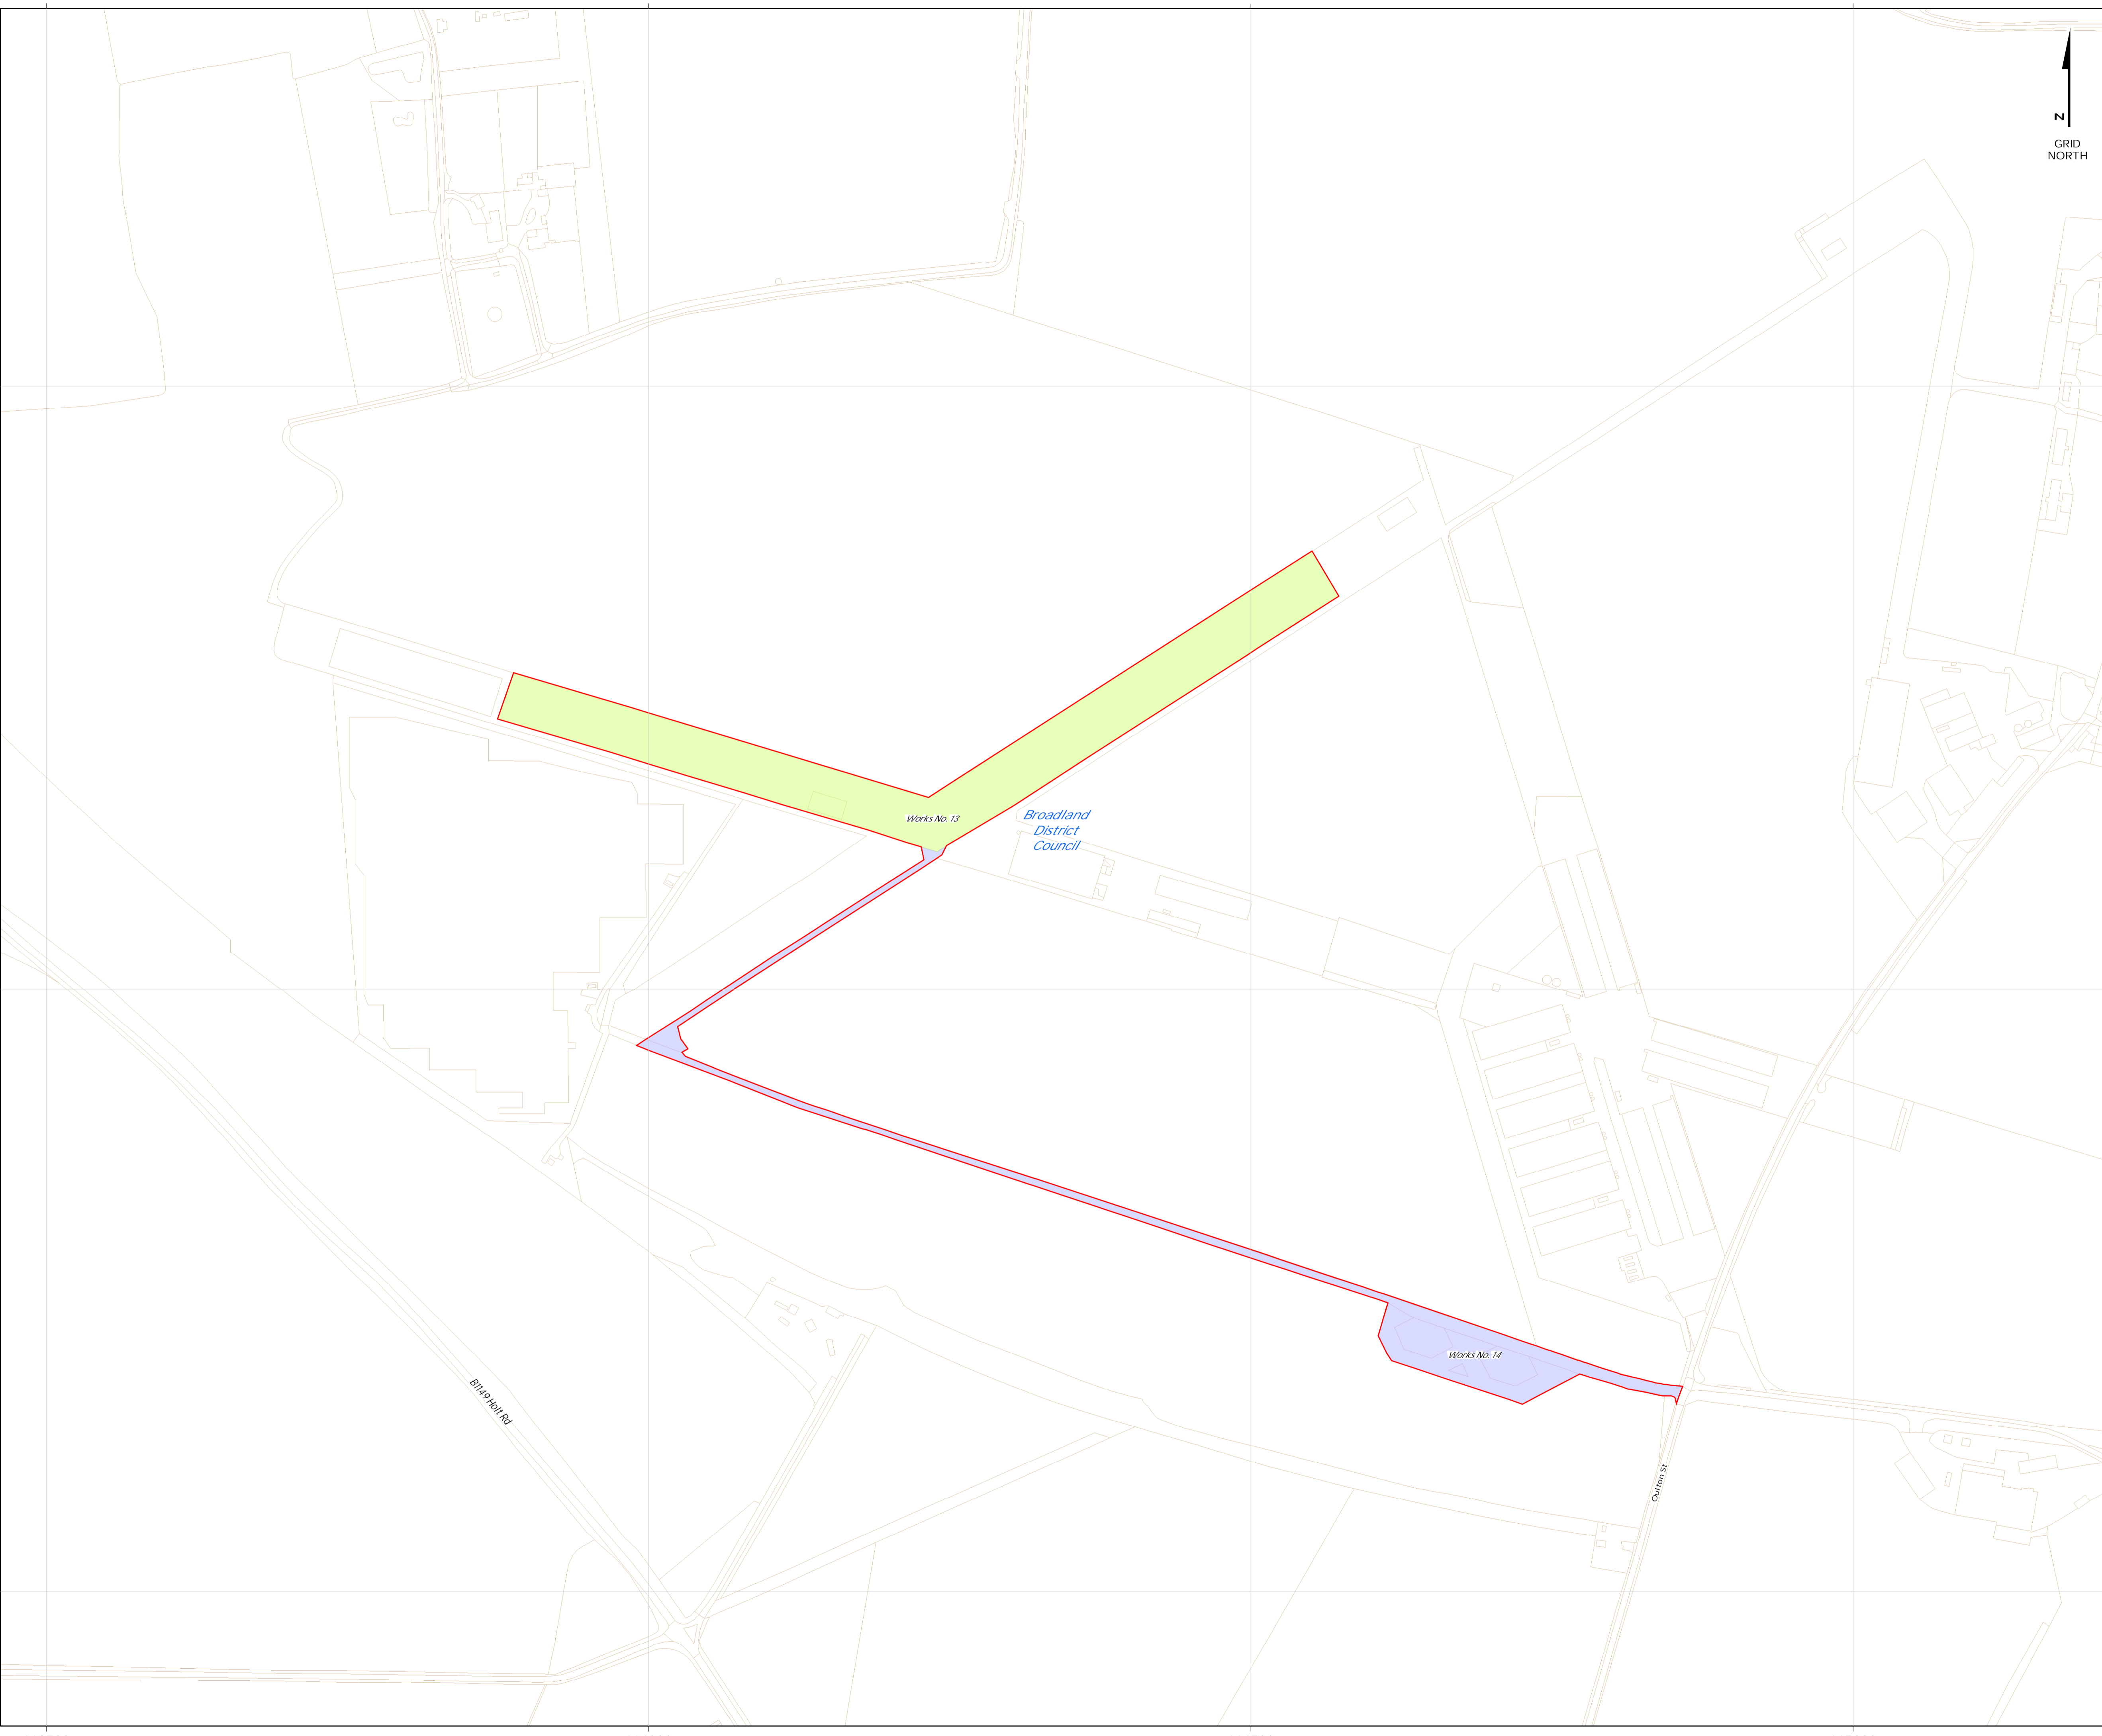 N
GRID
NORTH
Works No. 13
Broadland
District
Council
Works No. 14
B1149 Holt Rd
Oulton St